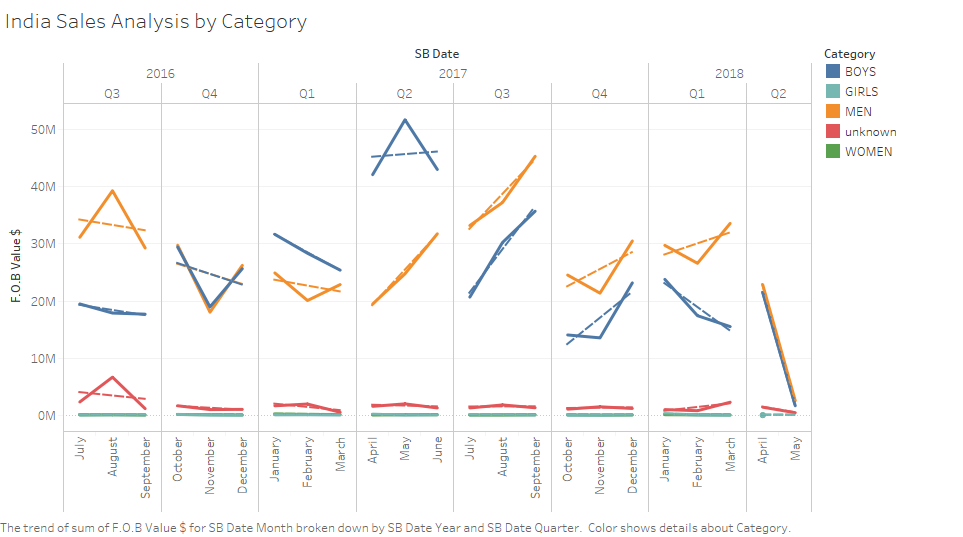 India Sales Analysis by Category
SB Date
Category
2016
2017
2018
BOYS
Q3
Q4
Q1
Q2
Q3
Q4
Q1
Q2
GIRLS
MEN
unknown
WOMEN
F.O.B Value $
50M
40M
30M
20M
10M
0M
July
August
September
October
November
December
January
February
March
April
May
June
July
August
September
October
November
December
January
February
March
April
May
The trend of sum of F.O.B Value $ for SB Date Month broken down by SB Date Year and SB Date Quarter.  Color shows details about Category.